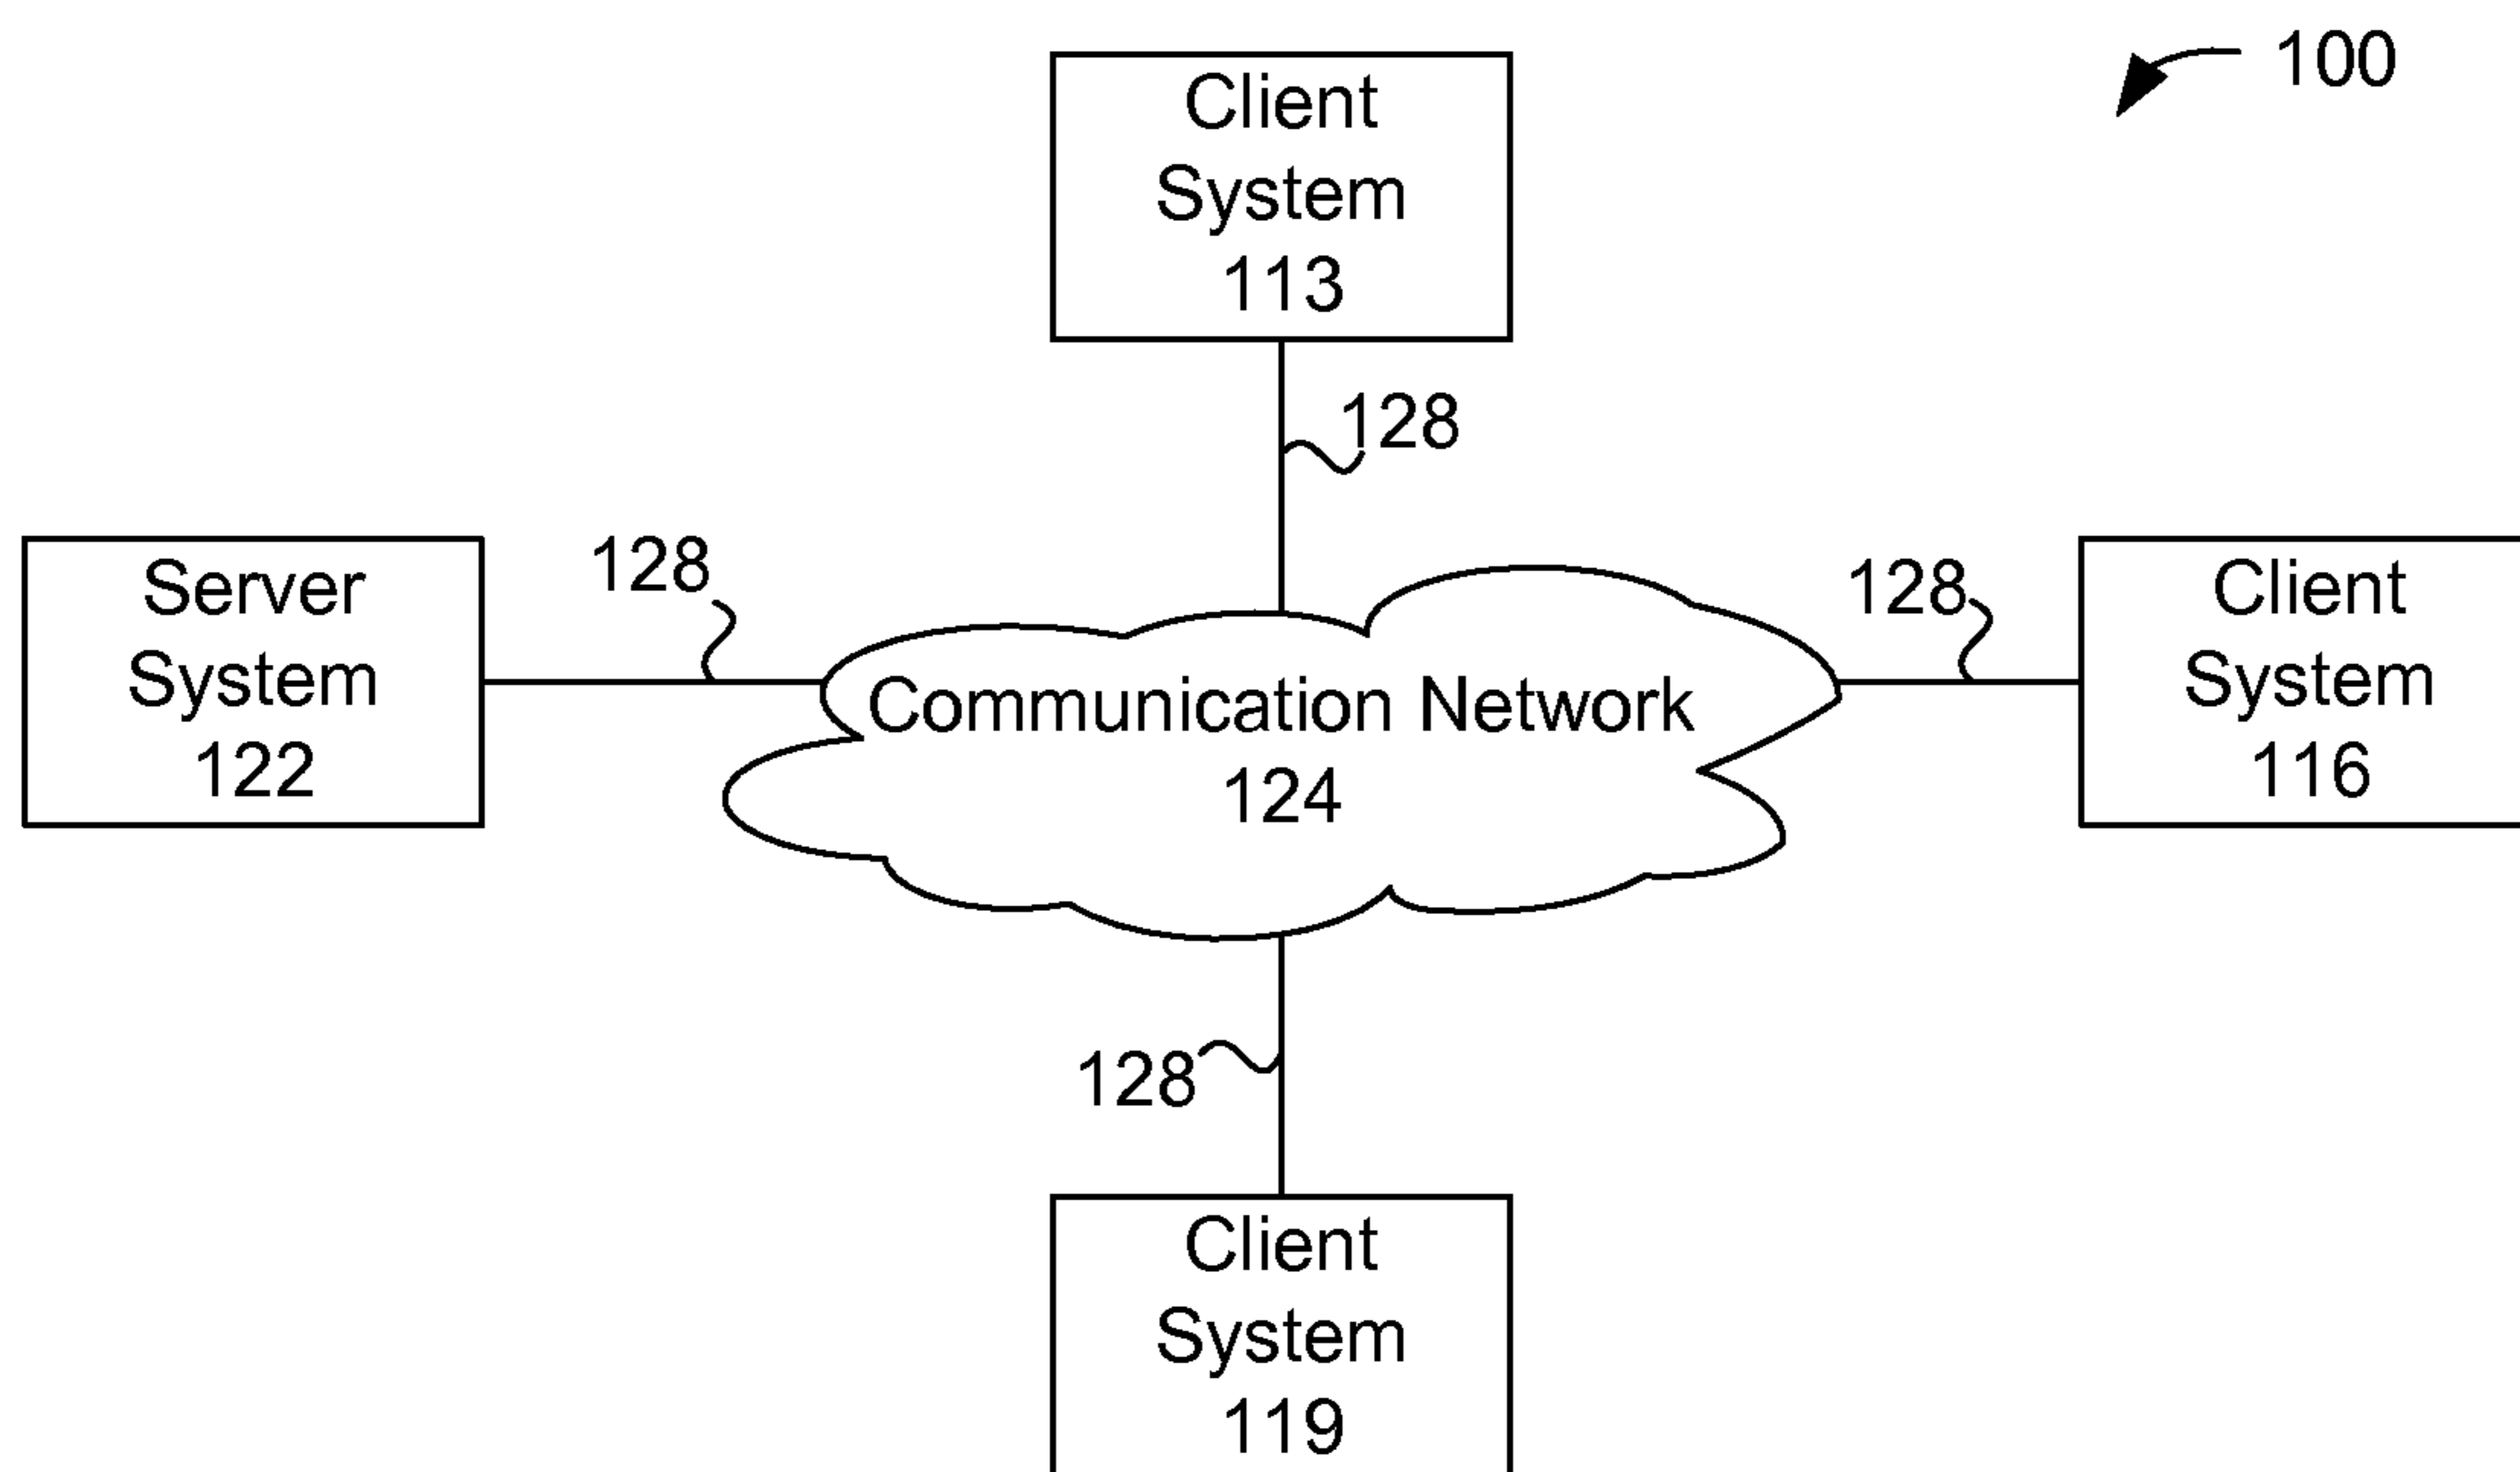 100
Client
System
113
128
Server
System
122
128
128
Client
System
116
Communication Network
124
128
Client
System
119